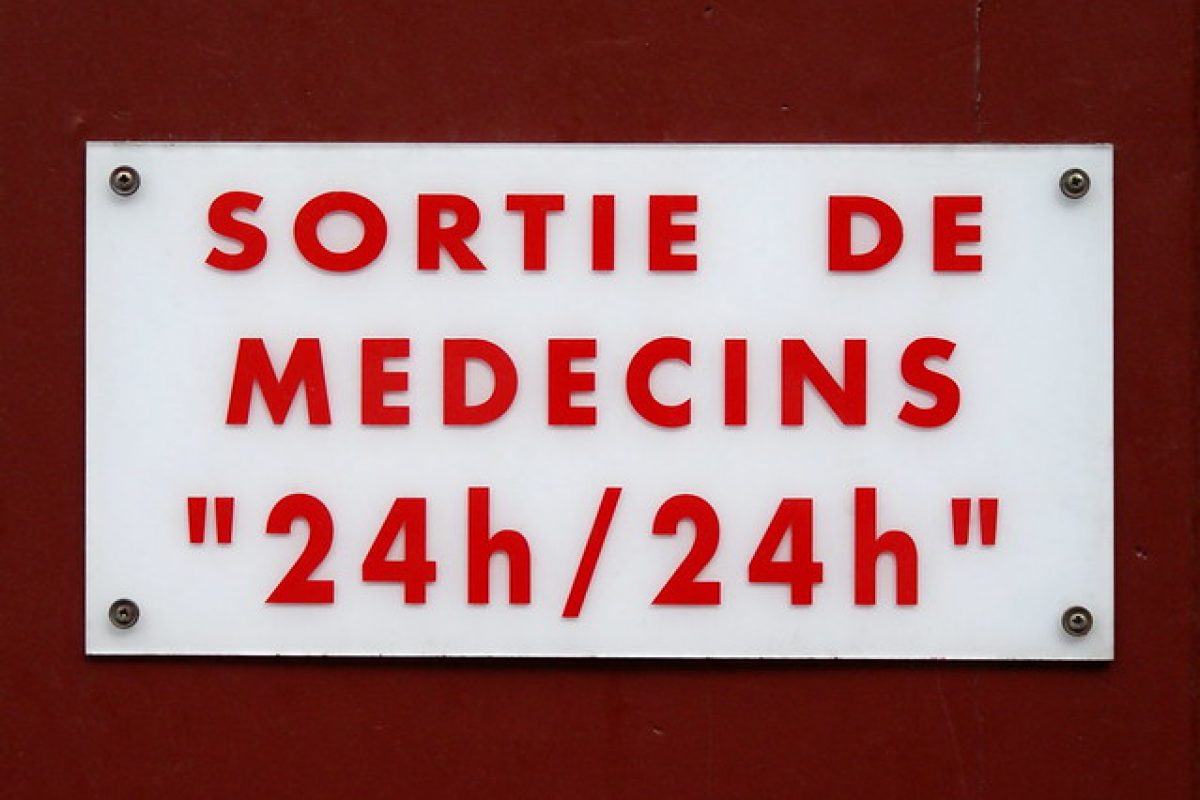 SORTIE DE
MEDECINS
"24h/24h"